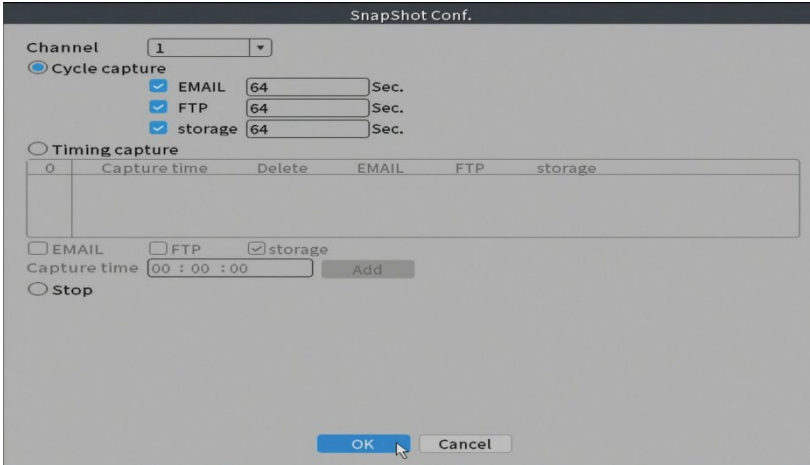 SnapShot Conf.
Channel 1
Cycle capture
EMAIL 64 Sec.
FTP 64 Sec.
storage 64 Sec.
Timing capture
0 Capture time Delete EMAIL FTP storage
EMAIL FTP storage
Capture time 00 : 00 : 00 Add
Stop
OK Cancel